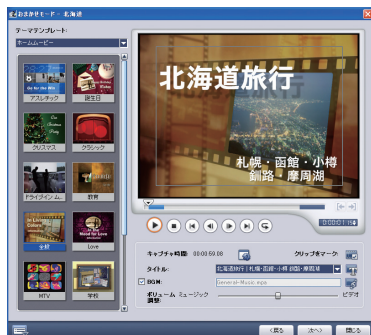 おまかせモード - 北海道
テーマテンプレート:
ホームムービー
アスレチック
誕生日
クリスマス
クラシック
ドライブイン ム..
教育
全般
Love
MTV
学校
北海道旅行
札幌・函館・小樽
釧路・摩周湖
00:00:01.18
キャプチャ時間: 00:00:59.08
クリップをマーク:
タイトル:
北海道旅行 | 札幌・函館・小樽 釧路・摩周湖
BGM:
General-Music.mpa
ボリューム調整:
ミュージック
ビデオ
<戻る
次へ>
閉じる